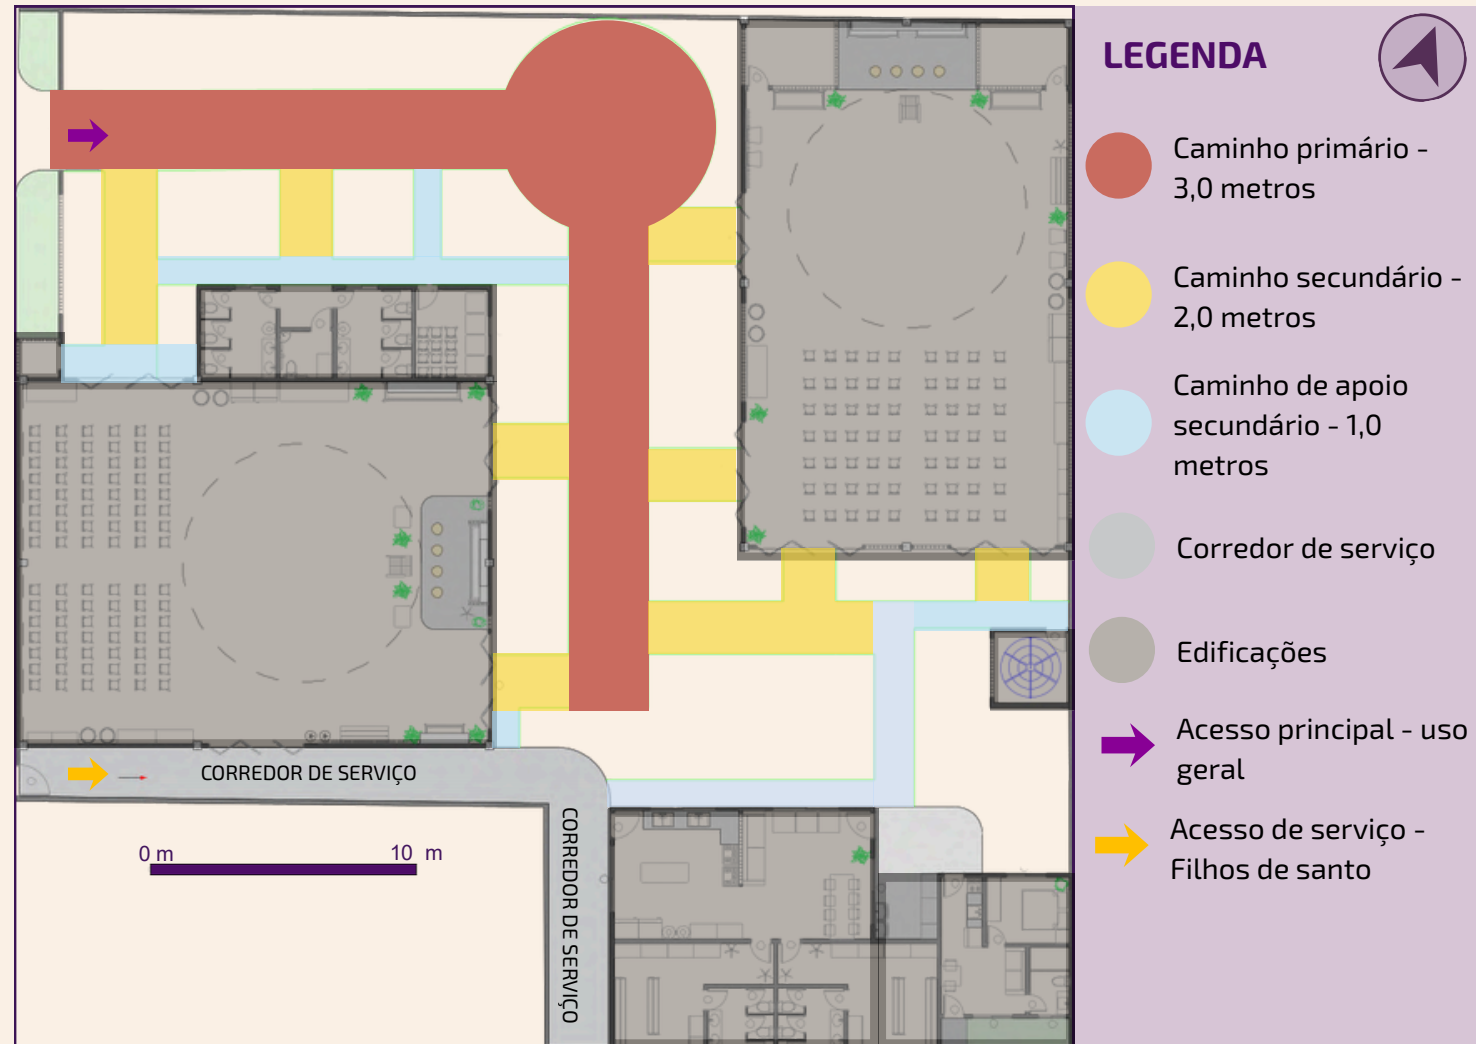 LEGENDA
Caminho primário -
3,0 metros
Caminho secundário -
2,0 metros
Caminho de apoio
secundário - 1,0
metros
Corredor de serviço
Edificações
Acesso principal - uso
geral
Acesso de serviço -
Filhos de santo
CORREDOR DE SERVIÇO
CORREDOR DE SERVIÇO
0 m
10 m